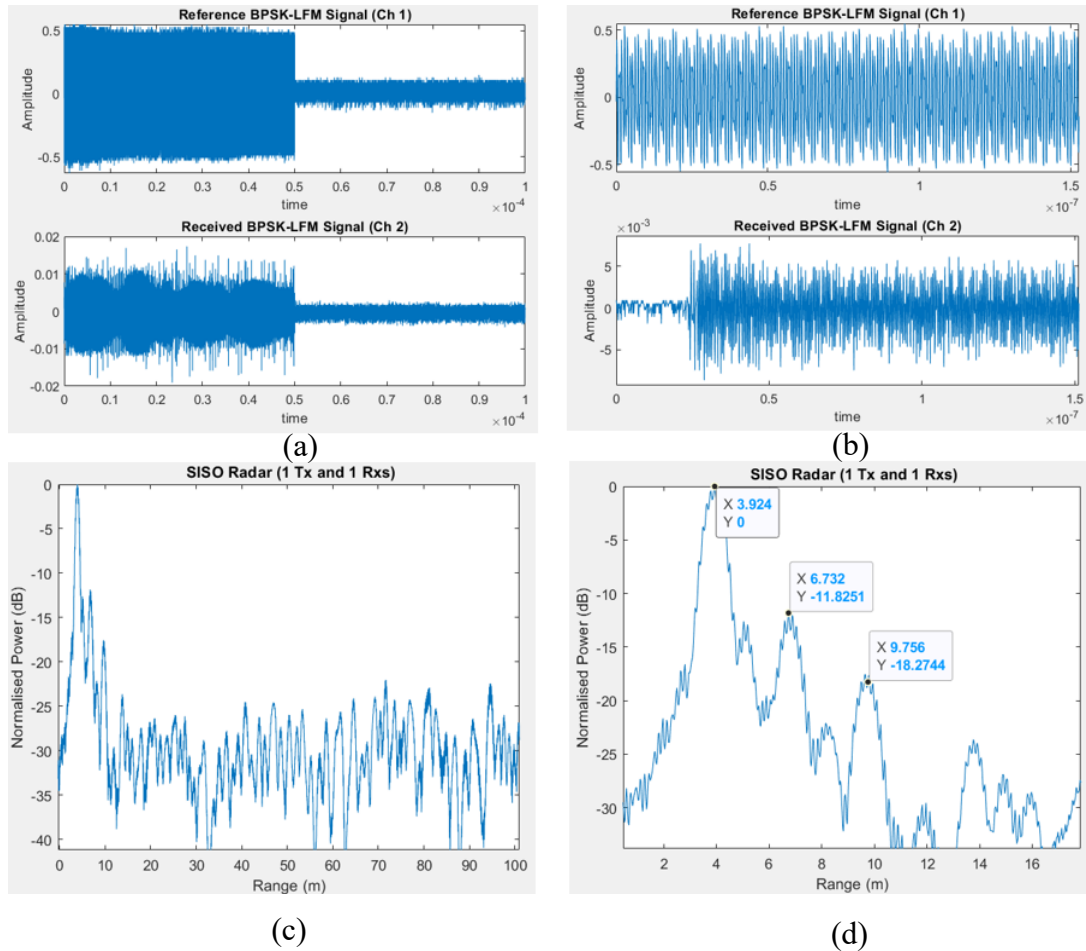 Reference BPSK-LFM Signal (Ch 1)
0.5
0
-0.5
Amplitude
0 0.1 0.2 0.3 0.4 0.5 0.6 0.7 0.8 0.9 1
time
×10⁻⁴
Received BPSK-LFM Signal (Ch 2)
0.02
0.01
0
-0.01
-0.02
Amplitude
0 0.1 0.2 0.3 0.4 0.5 0.6 0.7 0.8 0.9 1
time
×10⁻⁴
(a)
Reference BPSK-LFM Signal (Ch 1)
0.5
0
-0.5
Amplitude
0 0.5 1 1.5
time
×10⁻⁷
×10⁻³
Received BPSK-LFM Signal (Ch 2)
5
0
-5
Amplitude
0 0.5 1 1.5
time
×10⁻⁷
(b)
SISO Radar (1 Tx and 1 Rxs)
0
-5
-10
-15
-20
-25
-30
-35
-40
Normalised Power (dB)
0 10 20 30 40 50 60 70 80 90 100
Range (m)
(c)
SISO Radar (1 Tx and 1 Rxs)
0
-5
-10
-15
-20
-25
-30
Normalised Power (dB)
X 3.924
Y 0
X 6.732
Y -11.8251
X 9.756
Y -18.2744
2 4 6 8 10 12 14 16
Range (m)
(d)